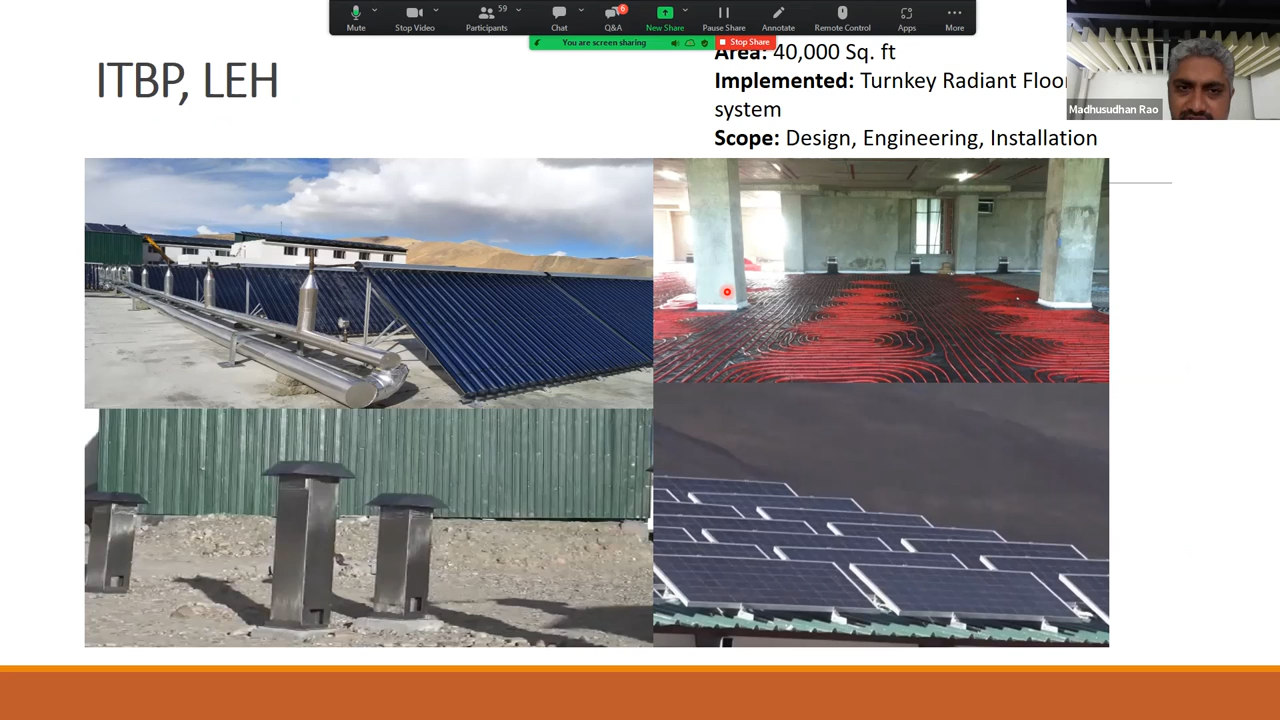 Mute
Stop Video
59
Participants
Chat
6
Q&A
New Share
Pause Share
Annotate
Remote Control
Apps
More
You are screen sharing
Stop Share
ITBP, LEH
Area: 40,000 Sq. ft
Implemented: Turnkey Radiant Floor
system
Scope: Design, Engineering, Installation
Madhusudhan Rao